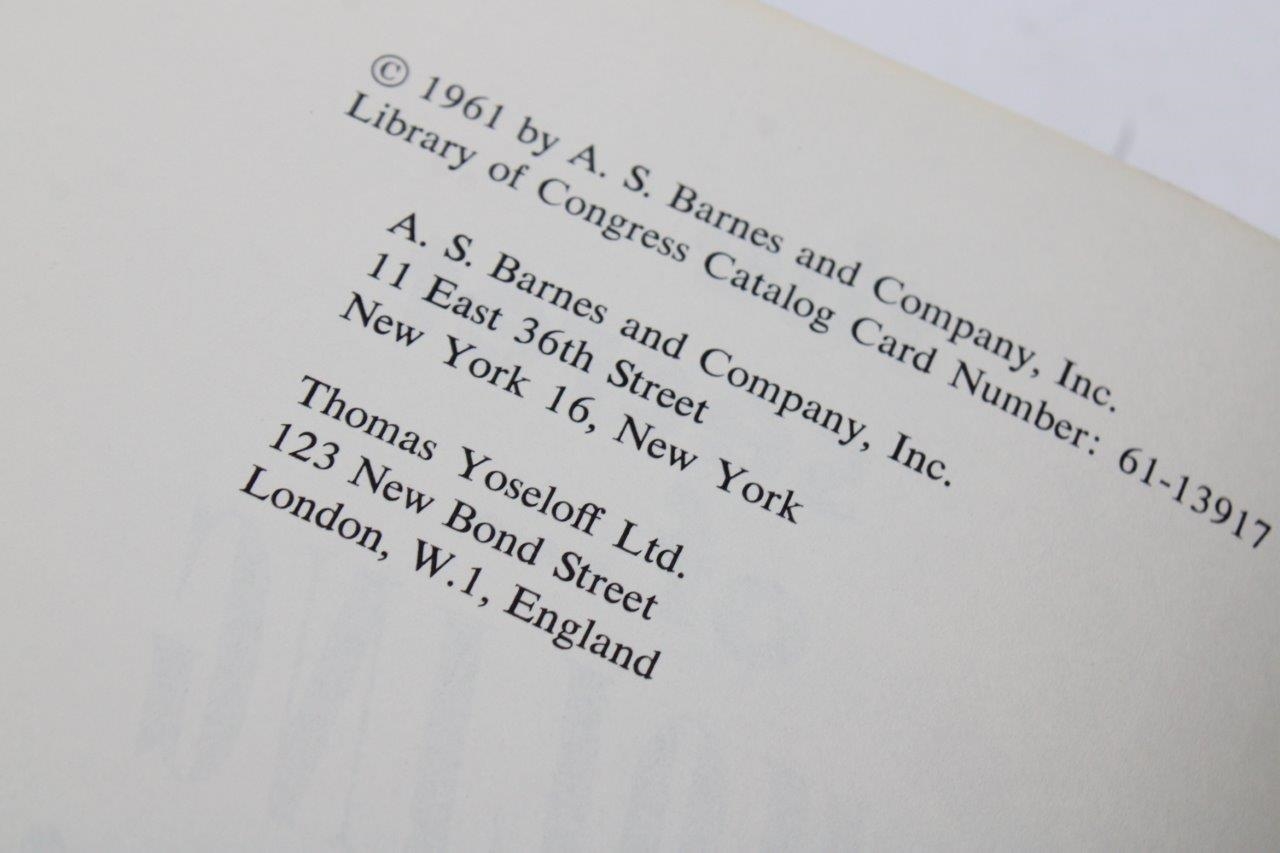 © 1961 by A. S. Barnes and Company, Inc.
Library of Congress Catalog Card Number: 61-13917
A. S. Barnes and Company, Inc.
11 East 36th Street
New York 16, New York
Thomas Yoseloff Ltd.
123 New Bond Street
London, W.1, England